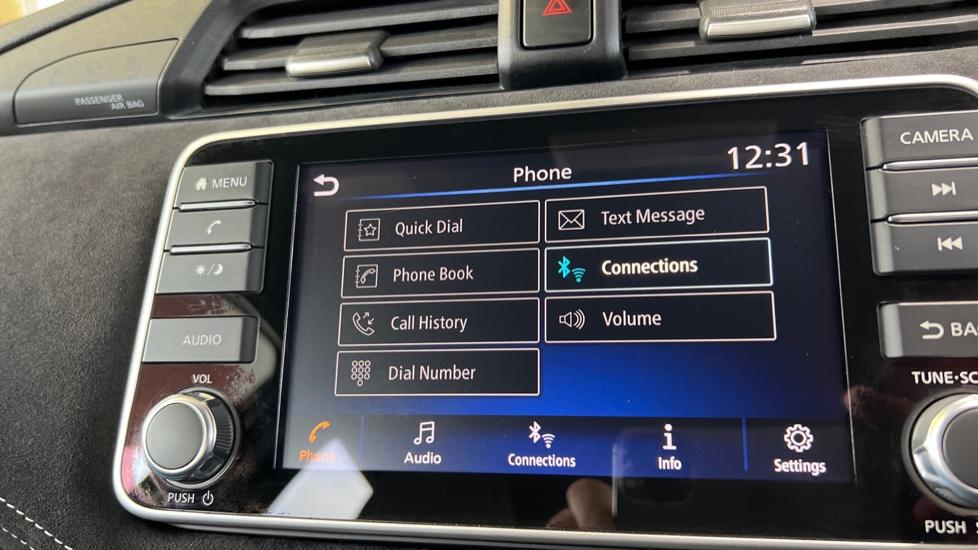 PASSENGER
AIR BAG
MENU
AUDIO
VOL
PUSH
Phone
12:31
Quick Dial
Text Message
Phone Book
Connections
Call History
Volume
Dial Number
Phone
Audio
Connections
Info
Settings
CAMERA
BA
TUNE·SC
PUSH